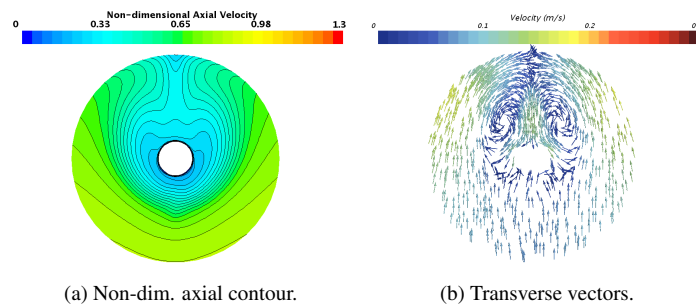 Non-dimensional Axial Velocity
0 0.33 0.65 0.98 1.3
Velocity (m/s)
0 0.1 0.2
(a) Non-dim. axial contour.
(b) Transverse vectors.